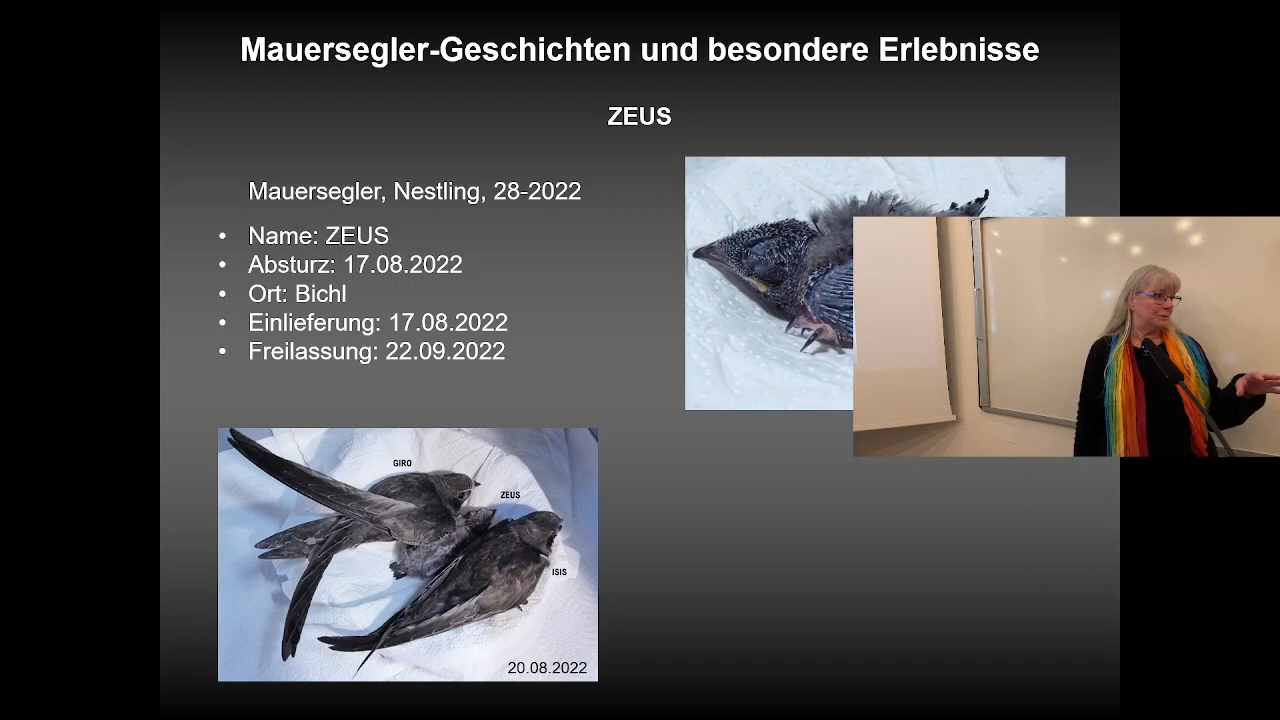 Mauersegler-Geschichten und besondere Erlebnisse
ZEUS
Mauersegler, Nestling, 28-2022
• Name: ZEUS
• Absturz: 17.08.2022
• Ort: Bichl
• Einlieferung: 17.08.2022
• Freilassung: 22.09.2022
GIRO
ZEUS
ISIS
20.08.2022